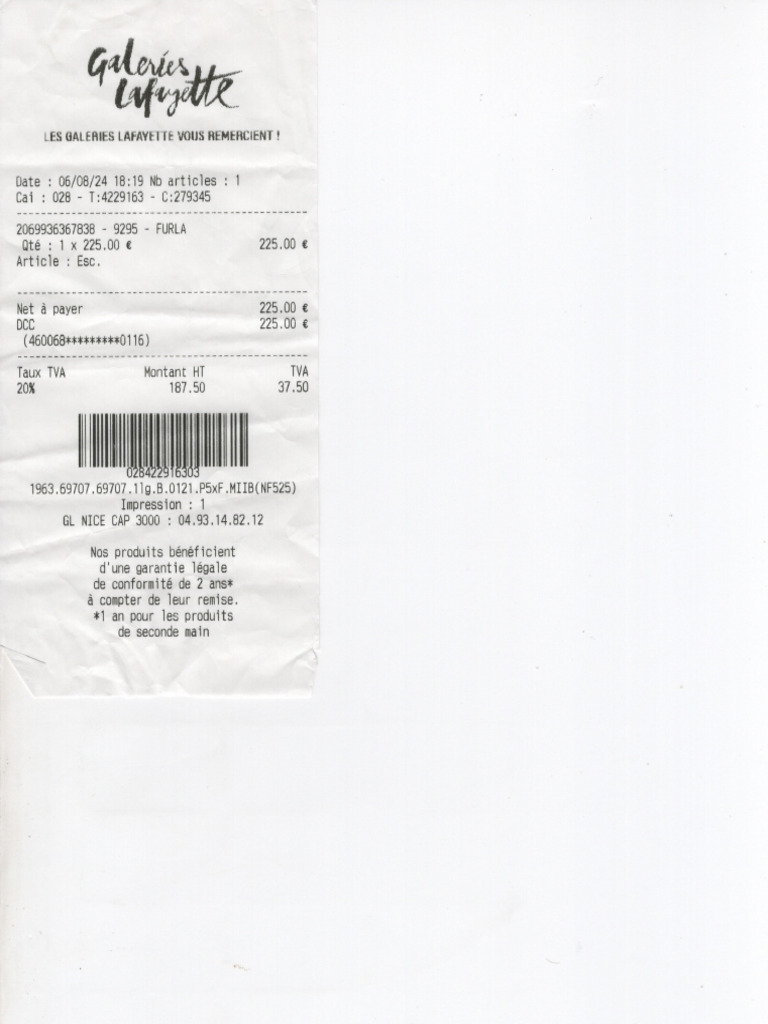 Galeries
Lafayette
LES GALERIES LAFAYETTE VOUS REMERCIENT !
Date : 06/08/24 18:19 Nb articles : 1
Cai : 028 - T:4229163 - C:279345
2069936367838 - 9295 - FURLA
Qté : 1 x 225.00 € 225.00 €
Article : Esc.
Net à payer 225.00 €
DCC 225.00 €
(460068*********0116)
Taux TVA Montant HT TVA
20% 187.50 37.50
028422916303
1963.69707.69707.11g.B.0121.P5xF.MIIB(NF525)
Impression : 1
GL NICE CAP 3000 : 04.93.14.82.12
Nos produits bénéficient
d'une garantie légale
de conformité de 2 ans*
à compter de leur remise.
*1 an pour les produits
de seconde main